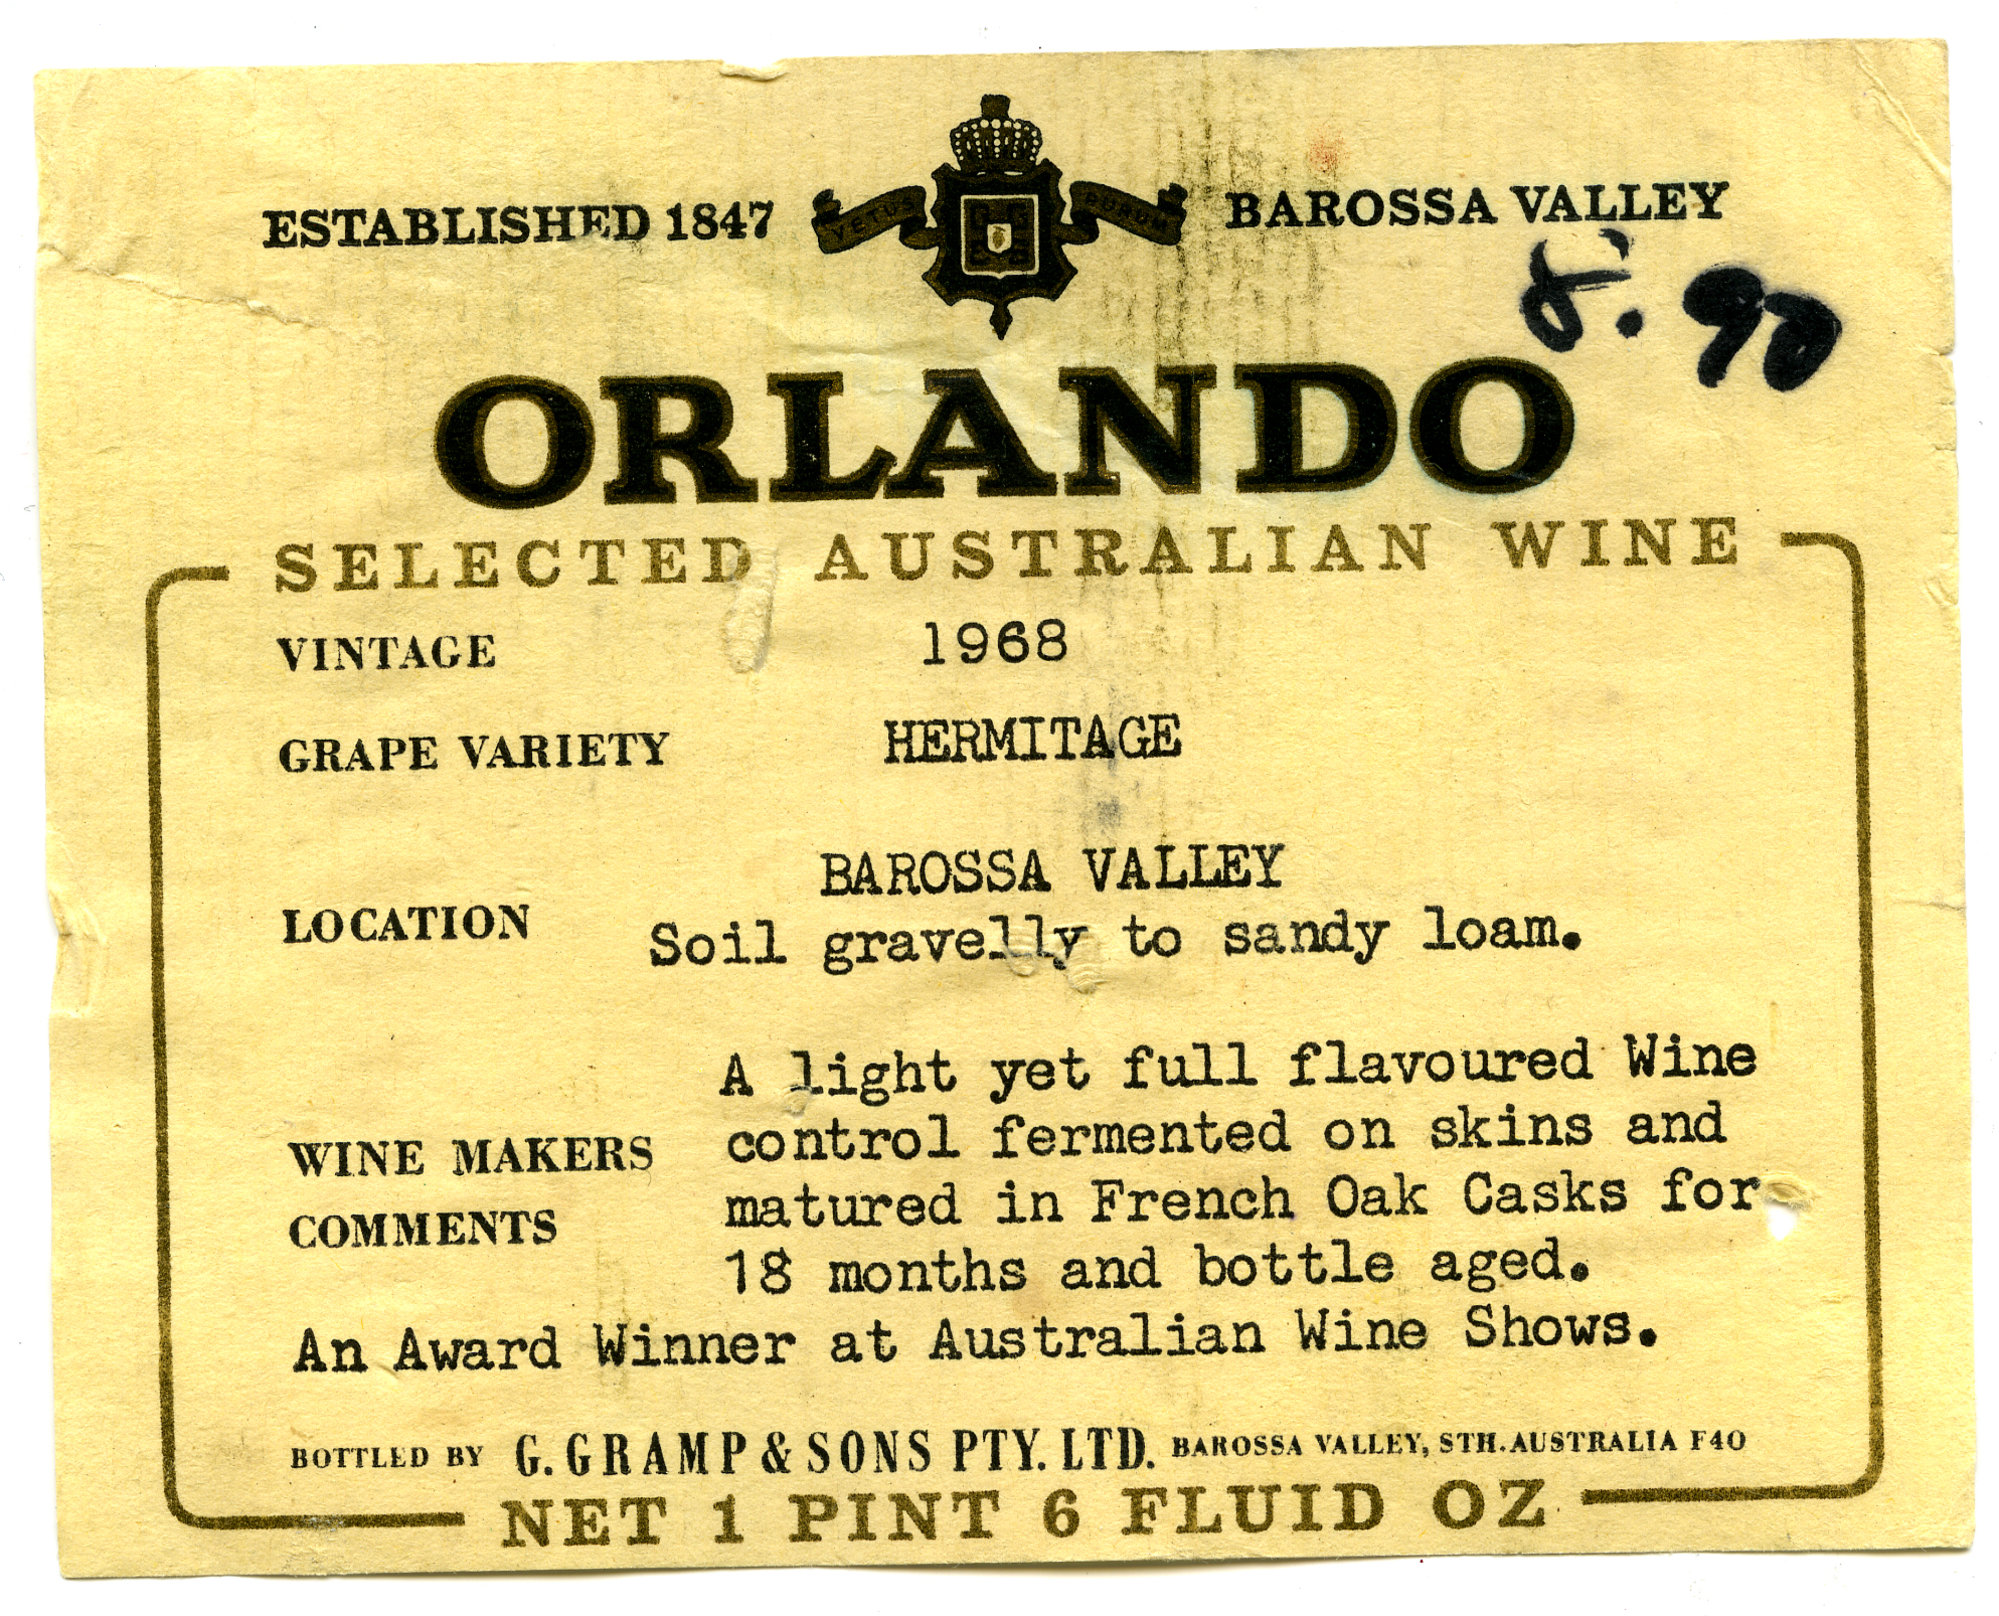 ESTABLISHED 1847
VETUS PURUM
BAROSSA VALLEY
ORLANDO
SELECTED AUSTRALIAN WINE
VINTAGE 1968
GRAPE VARIETY HERMITAGE
BAROSSA VALLEY
LOCATION Soil gravelly to sandy loam.
A light yet full flavoured Wine
WINE MAKERS control fermented on skins and
matured in French Oak Casks for
COMMENTS 18 months and bottle aged.
An Award Winner at Australian Wine Shows.
BOTTLED BY G. GRAMP & SONS PTY. LTD. BAROSSA VALLEY, STH. AUSTRALIA F40
NET 1 PINT 6 FLUID OZ